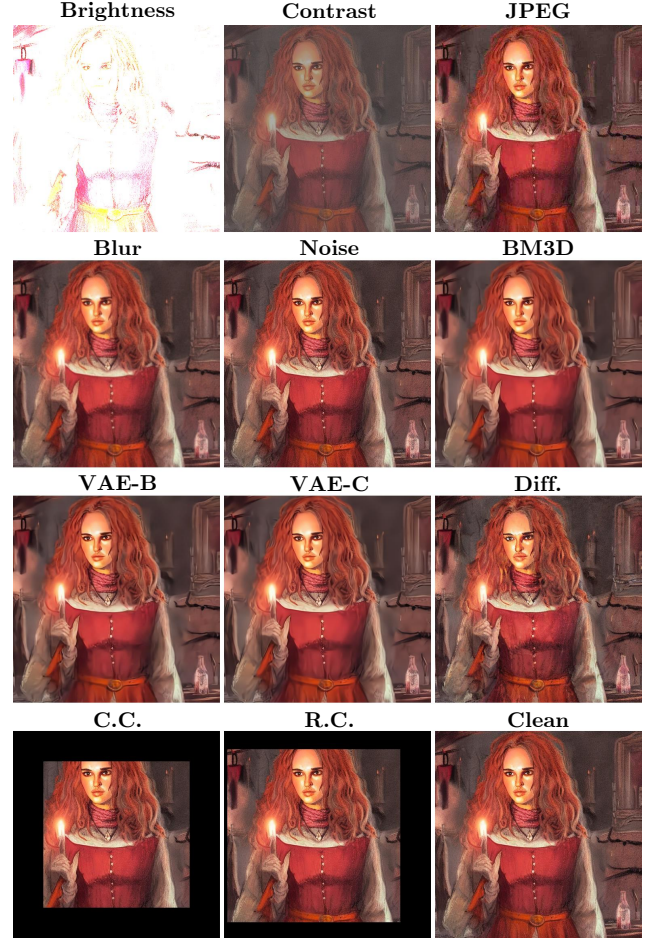 Brightness Contrast JPEG
Blur Noise BM3D
VAE-B VAE-C Diff.
C.C. R.C. Clean